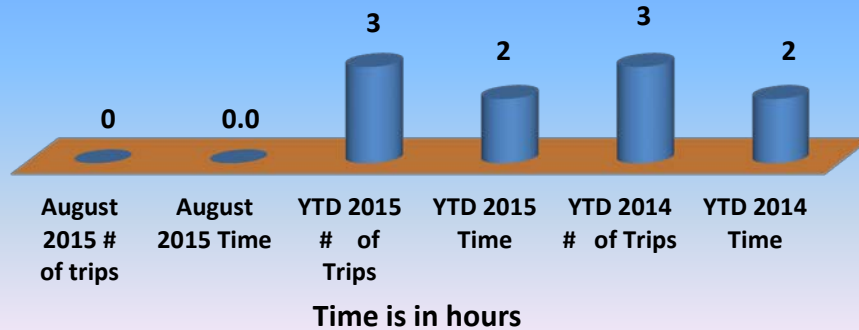 3
2
3
2
0
0.0
August
2015 #
of trips
August
2015 Time
YTD 2015
# of
Trips
YTD 2015
Time
YTD 2014
# of Trips
YTD 2014
Time
Time is in hours